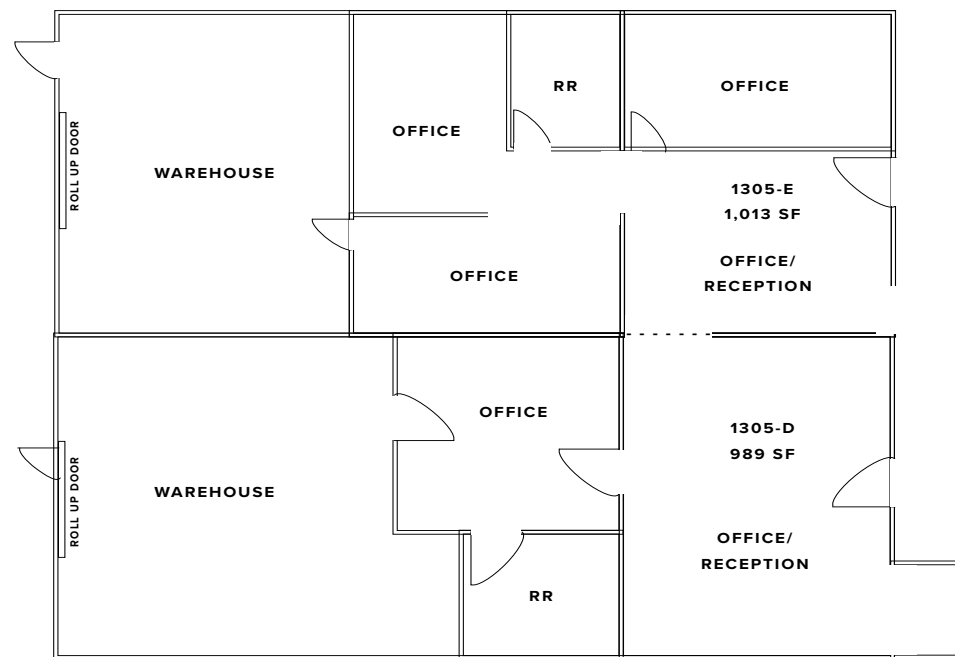 RR
OFFICE
OFFICE
ROLL UP DOOR
WAREHOUSE
1305-E
1,013 SF
OFFICE/
RECEPTION
OFFICE
OFFICE
1305-D
989 SF
ROLL UP DOOR
WAREHOUSE
OFFICE/
RECEPTION
RR